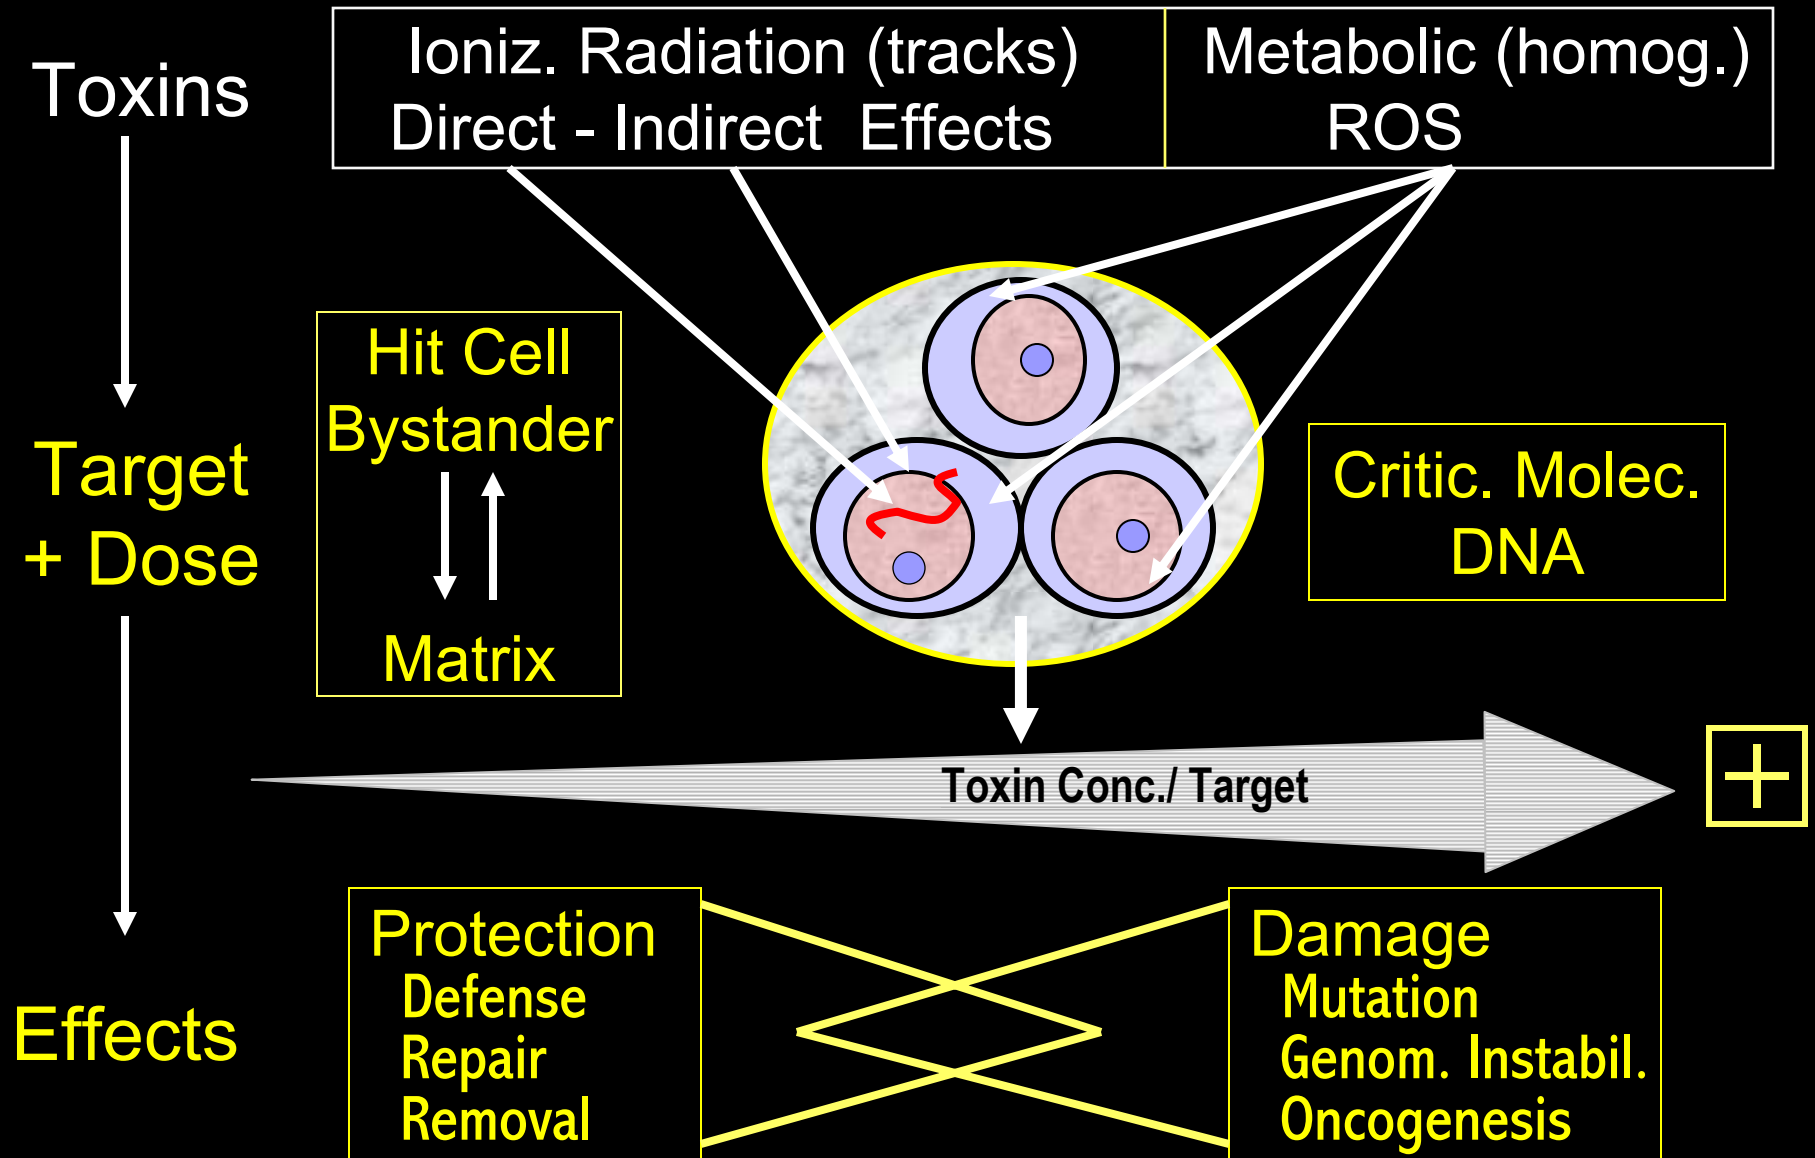 Toxins
Ioniz. Radiation (tracks)
Direct - Indirect Effects
Metabolic (homog.)
ROS
Hit Cell
Bystander
Matrix
Target
+ Dose
Critic. Molec.
DNA
Toxin Conc./ Target
+
Effects
Protection
Defense
Repair
Removal
Damage
Mutation
Genom. Instabil.
Oncogenesis